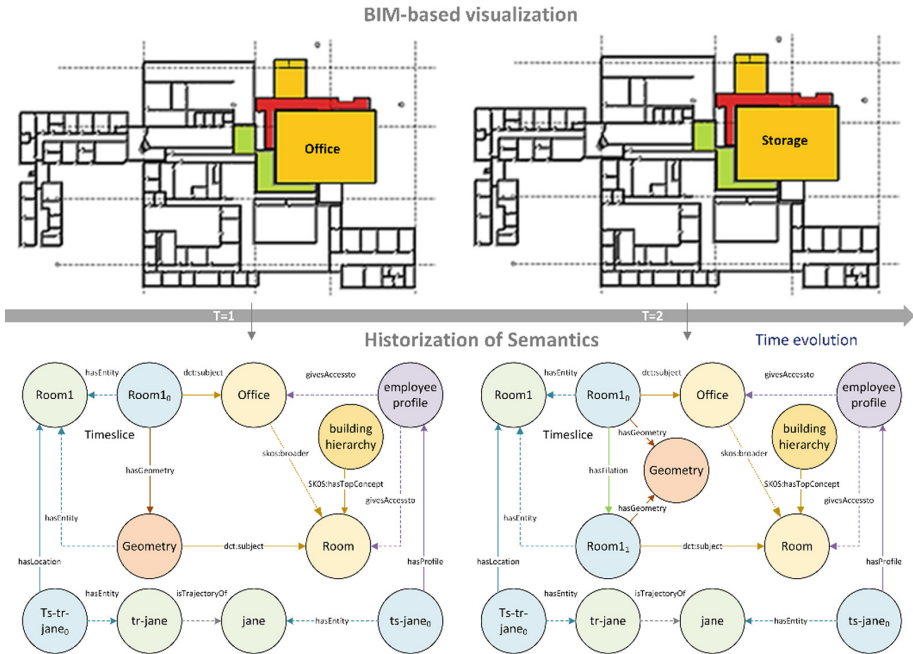 BIM-based visualization
Office
Storage
T=1
T=2
Historization of Semantics
Time evolution
hasEntity
dct:subject
givesAccessto
Room1
Room1₀
Office
employee
profile
Timeslice
building
hierarchy
hasGeometry
skos:broader
SKOS:hasTopConcept
givesAccessto
hasEntity
Geometry
dct:subject
Room
hasLocation
hasProfile
hasEntity
isTrajectoryOf
Ts-tr-
jane₀
tr-jane
jane
hasEntity
ts-jane₀
hasEntity
dct:subject
givesAccessto
Room1
Room1₀
Office
employee
profile
Timeslice
hasGeometry
building
hierarchy
hasFilation
Geometry
skos:broader
SKOS:hasTopConcept
givesAccessto
hasGeometry
hasEntity
Room1₁
dct:subject
Room
hasLocation
hasProfile
hasEntity
isTrajectoryOf
Ts-tr-
jane₀
tr-jane
jane
hasEntity
ts-jane₀